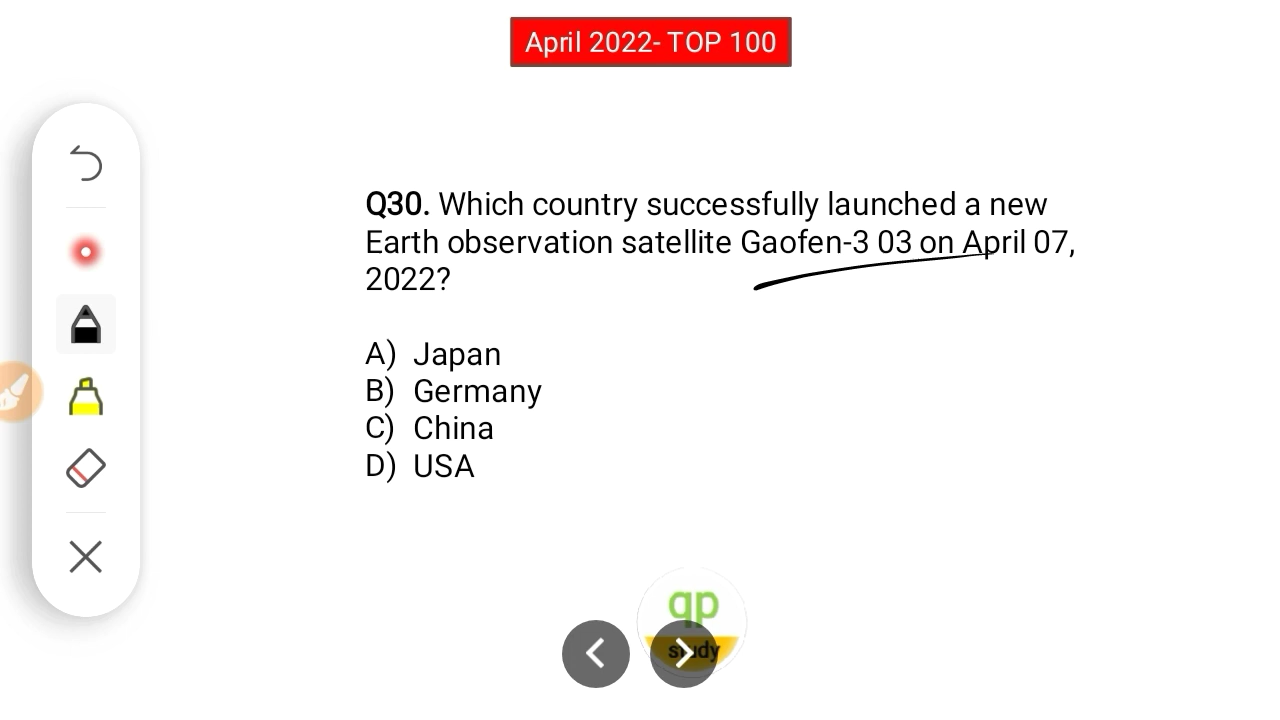 April 2022- TOP 100
Q30. Which country successfully launched a new
Earth observation satellite Gaofen-3 03 on April 07,
2022?
A) Japan
B) Germany
C) China
D) USA
qp
study